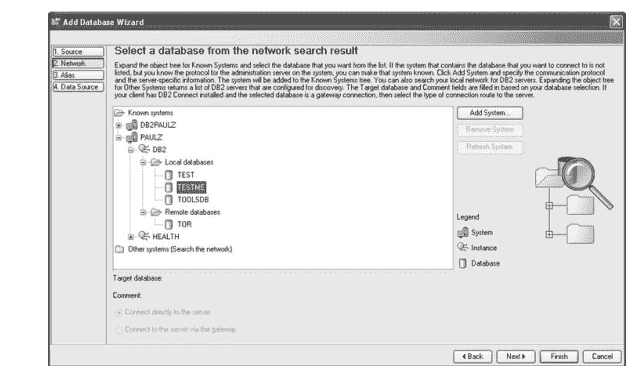 Add Database Wizard
1. Source
2. Network
3. Alias
4. Data Source
Select a database from the network search result
Expand the object tree for Known Systems and select the database that you want from the list. If the system that contains the database that you want to connect to is not
listed, but you know the protocol for the administration server on the system, you can make that system known. Click Add System and specify the communication protocol
and the server-specific information. The system will be added to the Known Systems tree. You can also search your local network for DB2 servers. Expanding the object tree
for Other Systems returns a list of DB2 servers that are configured for discovery. The Target database and Comment fields are filled in based on your database selection. If
your client has DB2 Connect installed and the selected database is a gateway connection, then select the type of connection route to the server.
Known systems
DB2PAULZ
PAULZ
DB2
Local databases
TEST
TESTME
TOOLSDB
Remote databases
TOR
HEALTH
Other systems (Search the network)
Add System...
Remove System
Refresh System
Legend
System
Instance
Database
Target database:
Comment:
Connect directly to the server
Connect to the server via the gateway
Back
Next
Finish
Cancel